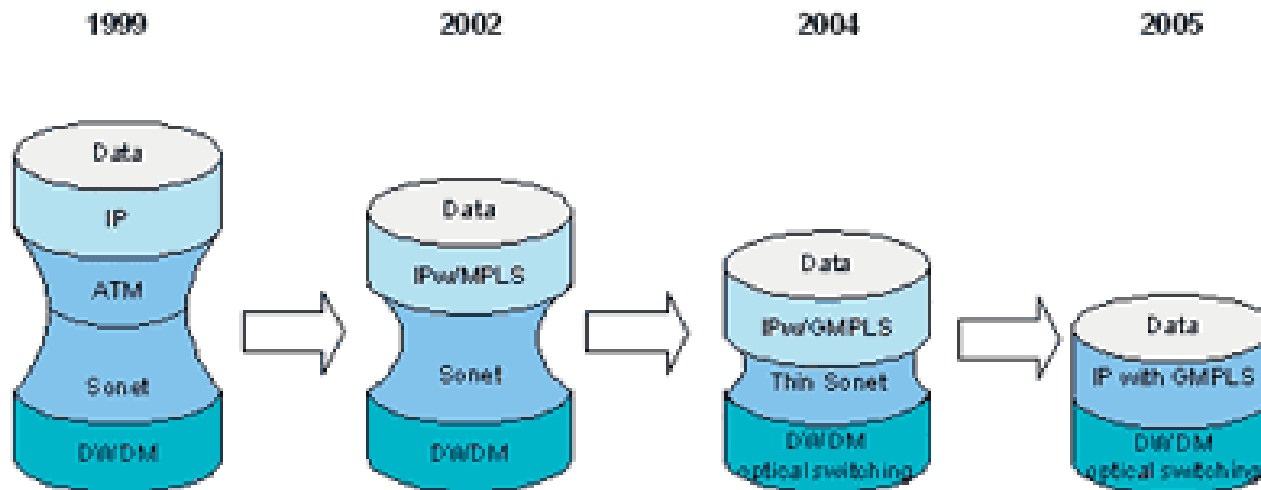 1999
2002
2004
2005
Data
IP
ATM
Sonet
DWDM
Data
IPw/MPLS
Sonet
DWDM
Data
IPw/GMPLS
Thin Sonet
DWDM
optical switching
Data
IP with GMPLS
DWDM
optical switching